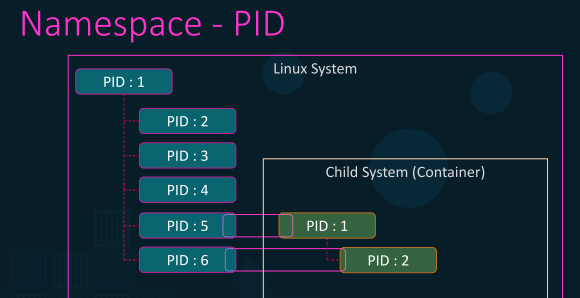 Namespace - PID
Linux System
PID : 1
PID : 2
PID : 3
PID : 4
Child System (Container)
PID : 5
PID : 1
PID : 6
PID : 2